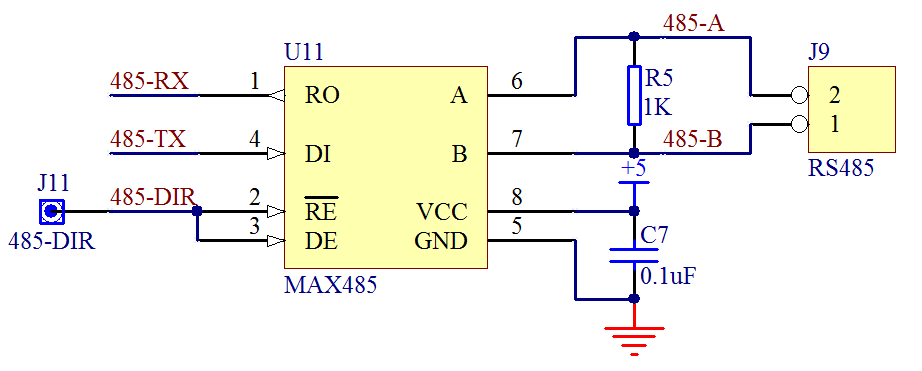 U11
485-A
J9
485-RX
1
RO
A
6
R5
1K
2
1
485-TX
4
DI
B
7
485-B
RS485
+5
J11
485-DIR
485-DIR
2
RE
VCC
8
3
DE
GND
5
C7
0.1uF
MAX485